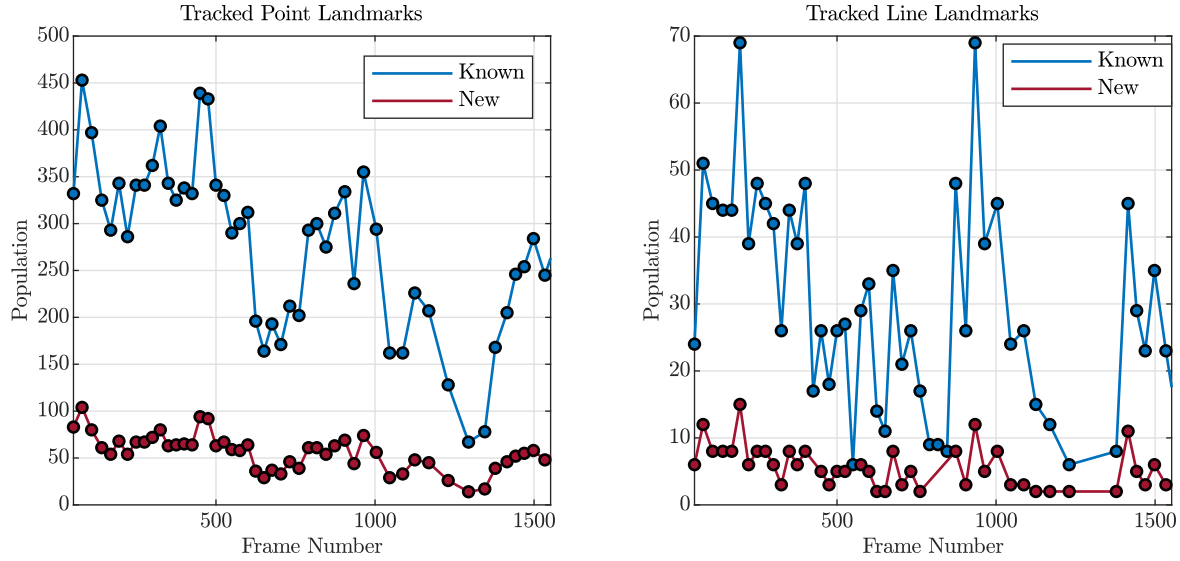 Tracked Point Landmarks
500
450
400
350
300
250
200
150
100
50
0
Population
Known
New
500
1000
1500
Frame Number
Tracked Line Landmarks
70
60
50
40
30
20
10
0
Population
Known
New
500
1000
1500
Frame Number